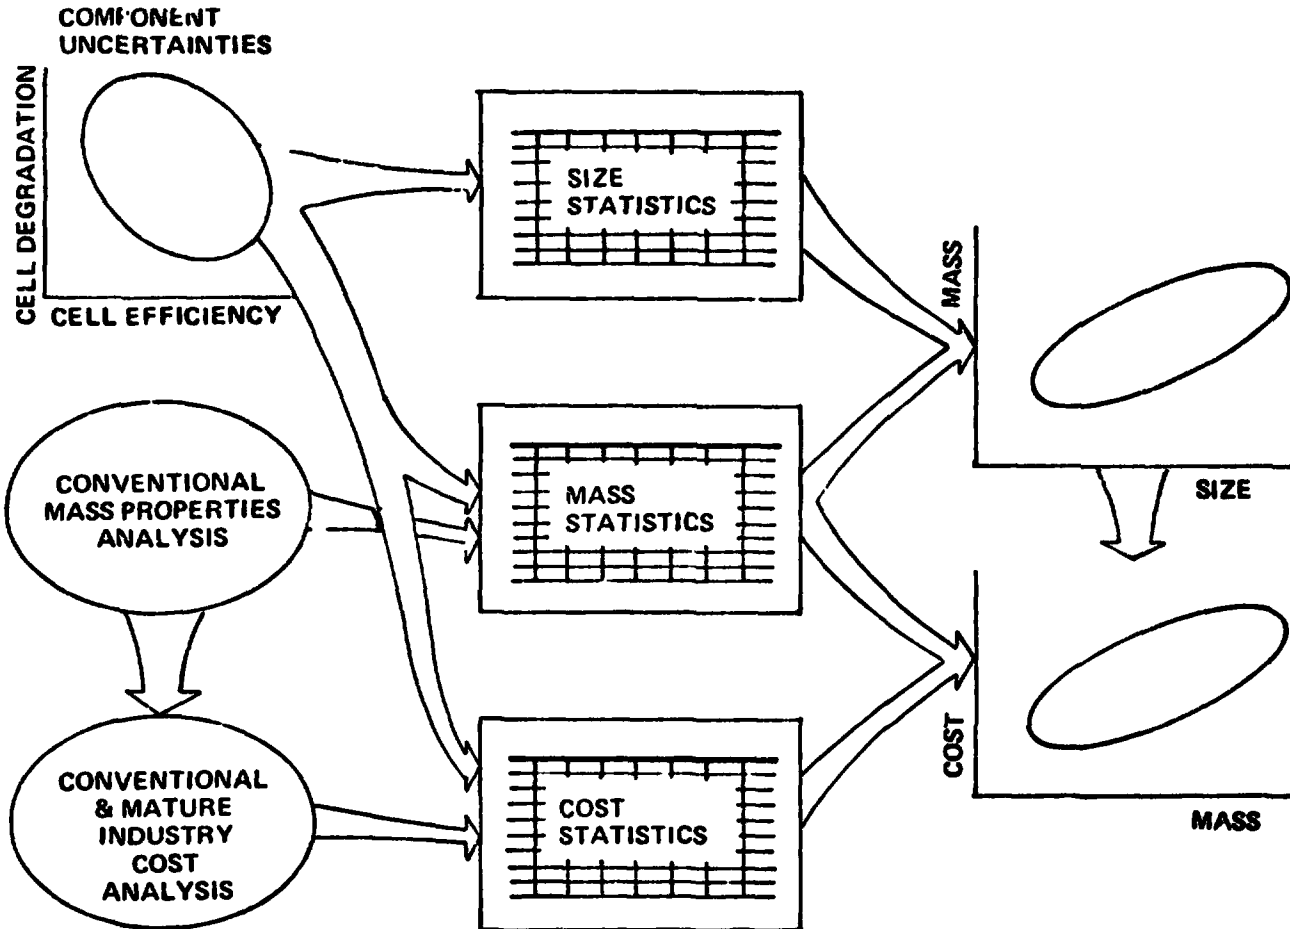 COMPONENT
UNCERTAINTIES
CELL DEGRADATION
CELL EFFICIENCY
SIZE
STATISTICS
MASS
SIZE
CONVENTIONAL
MASS PROPERTIES
ANALYSIS
MASS
STATISTICS
CONVENTIONAL
& MATURE
INDUSTRY
COST
ANALYSIS
COST
STATISTICS
COST
MASS